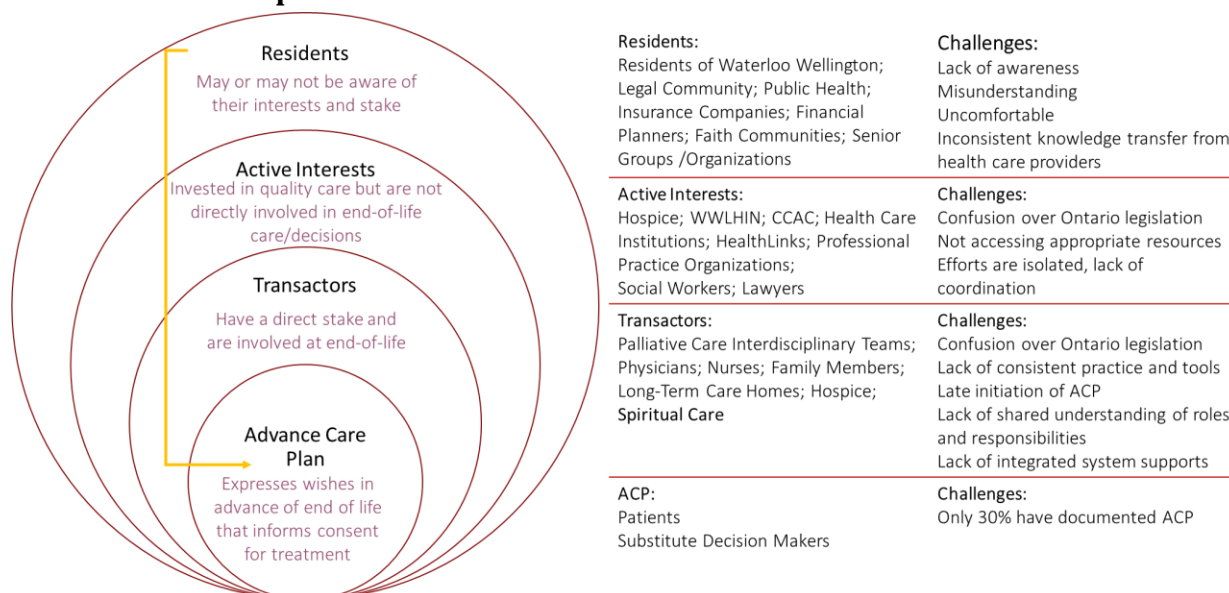 Residents
May or may not be aware of
their interests and stake
Active Interests
Invested in quality care but are not
directly involved in end-of-life
care/decisions
Transactors
Have a direct stake and
are involved at end-of-life
Advance Care
Plan
Expresses wishes in
advance of end of life
that informs consent
for treatment
Residents:
Residents of Waterloo Wellington;
Legal Community; Public Health;
Insurance Companies; Financial
Planners; Faith Communities; Senior
Groups /Organizations
Challenges:
Lack of awareness
Misunderstanding
Uncomfortable
Inconsistent knowledge transfer from
health care providers
Active Interests:
Hospice; WWLHIN; CCAC; Health Care
Institutions; HealthLinks; Professional
Practice Organizations;
Social Workers; Lawyers
Challenges:
Confusion over Ontario legislation
Not accessing appropriate resources
Efforts are isolated, lack of
coordination
Transactors:
Palliative Care Interdisciplinary Teams;
Physicians; Nurses; Family Members;
Long-Term Care Homes; Hospice;
Spiritual Care
Challenges:
Confusion over Ontario legislation
Lack of consistent practice and tools
Late initiation of ACP
Lack of shared understanding of roles
and responsibilities
Lack of integrated system supports
ACP:
Patients
Substitute Decision Makers
Challenges:
Only 30% have documented ACP